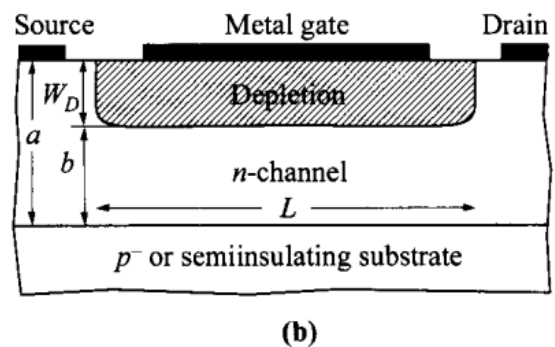 Source Metal gate Drain
W_D
Depletion
a
b
n-channel
L
p⁻ or semiinsulating substrate
(b)